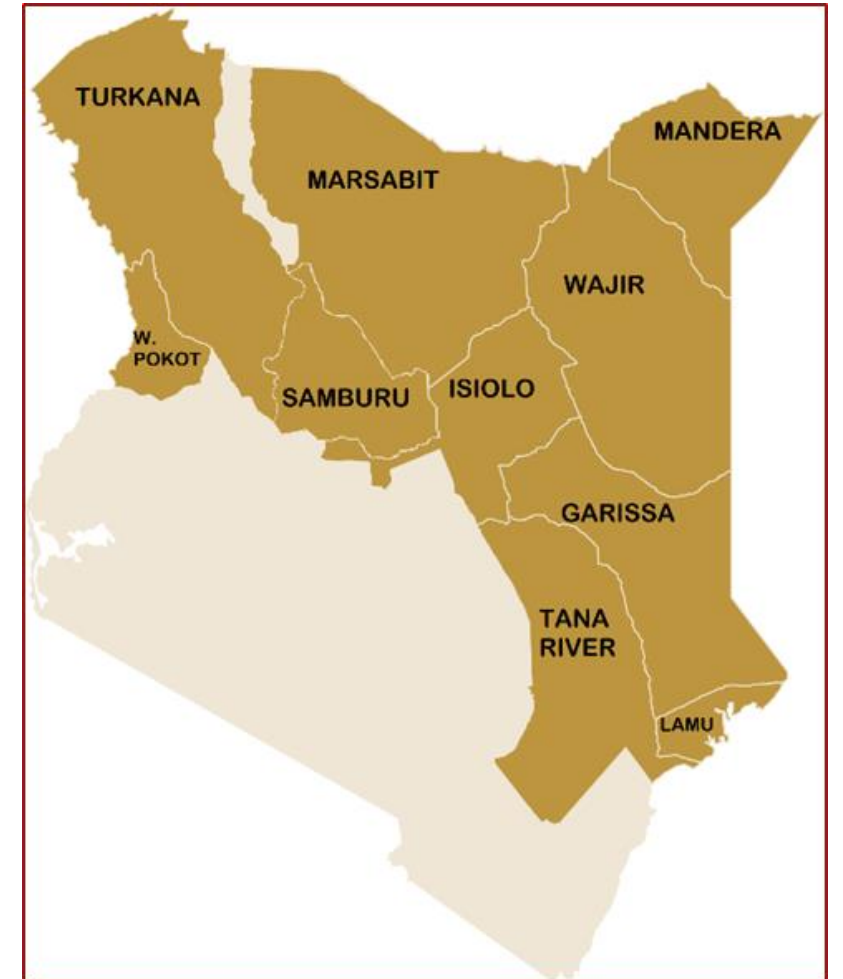 TURKANA
MANDERA
MARSABIT
WAJIR
W.
POKOT
SAMBURU
ISIOLO
GARISSA
TANA
RIVER
LAMU